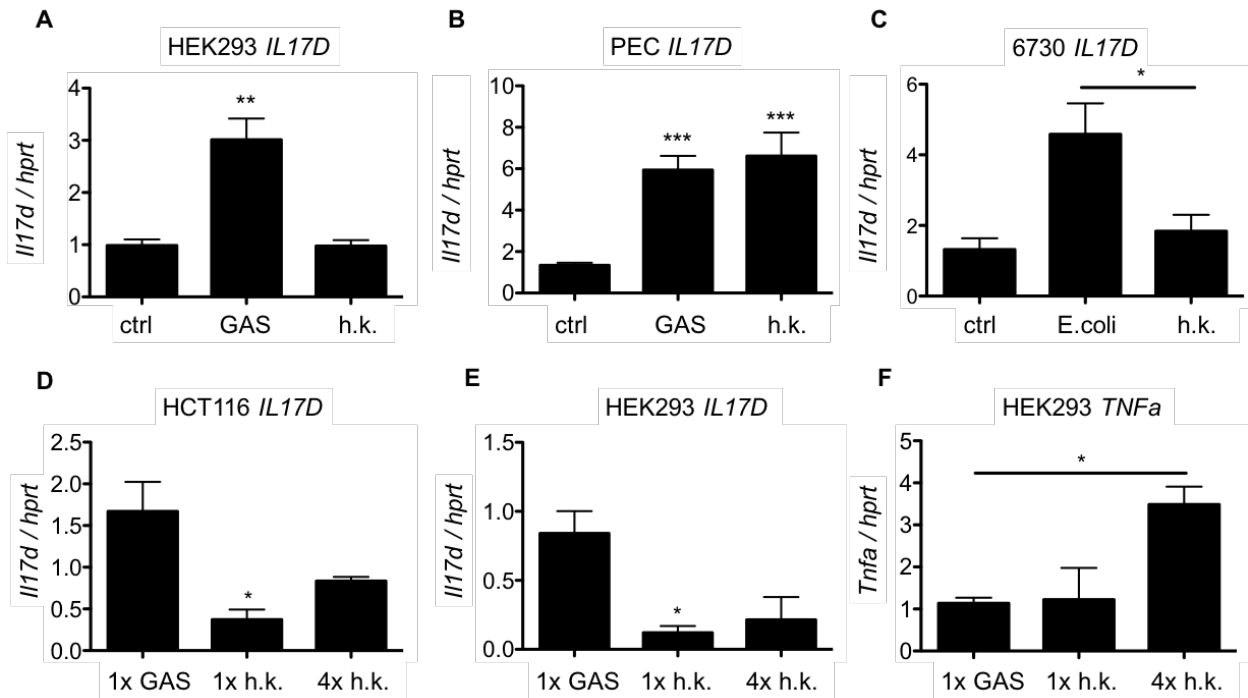 A
HEK293 IL17D
Il17d / hprt
4
3
2
1
0
**
ctrl GAS h.k.
B
PEC IL17D
Il17d / hprt
10
8
6
4
2
0
***
***
ctrl GAS h.k.
C
6730 IL17D
Il17d / hprt
6
4
2
0
*
ctrl E.coli h.k.
D
HCT116 IL17D
Il17d / hprt
2.5
2.0
1.5
1.0
0.5
0.0
*
1x GAS 1x h.k. 4x h.k.
E
HEK293 IL17D
Il17d / hprt
1.5
1.0
0.5
0.0
*
1x GAS 1x h.k. 4x h.k.
F
HEK293 TNFa
Tnfa / hprt
5
4
3
2
1
0
*
1x GAS 1x h.k. 4x h.k.